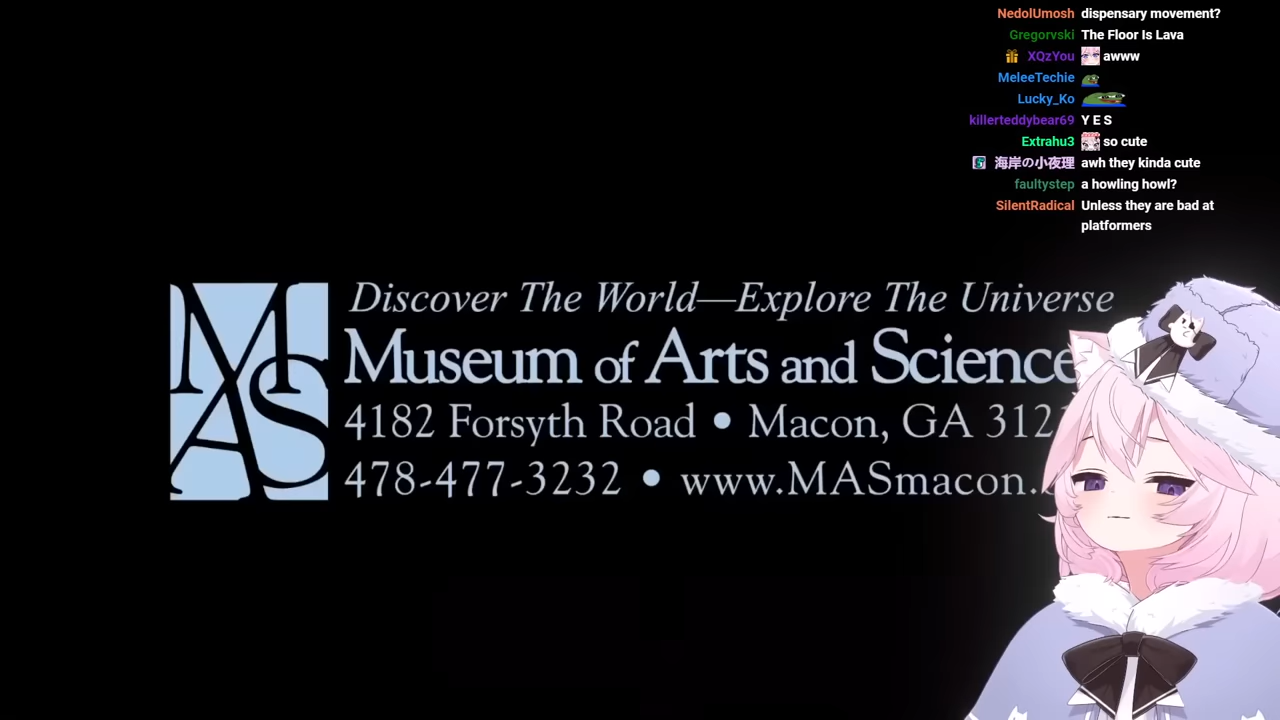 NedolUmosh dispensary movement?
Gregorvski The Floor Is Lava
XQzYou awww
MeleeTechie
Lucky_Ko
killerteddybear69 Y E S
Extrahu3 so cute
海岸の小夜理 awh they kinda cute
faultystep a howling howl?
SilentRadical Unless they are bad at
platformers
MAS
Discover The World—Explore The Universe
Museum of Arts and Science
4182 Forsyth Road • Macon, GA
478-477-3232 • www.MASmacon.